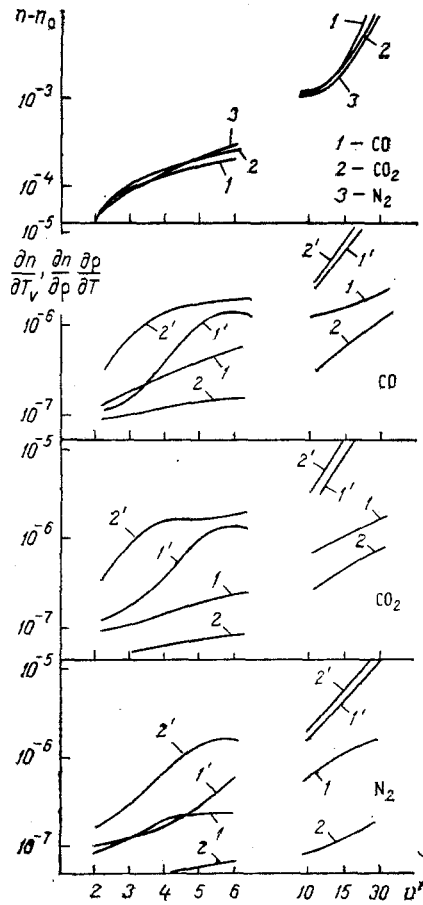 n-n₀
1
2
10⁻³
3
3
1 - CO
2
2 - CO₂
10⁻⁴
1
3 - N₂
10⁻⁵
∂n/∂T_v, ∂n/∂ρ ∂ρ/∂T
2' 1'
2' 1' 1
10⁻⁶
1 2
2 CO
10⁻⁷
10⁻⁵
2' 1'
2' 1
10⁻⁶
1'
2
1 CO₂
10⁻⁷
2
10⁻⁵
2'
1'
2'
10⁻⁶
1' 1 N₂
1
10⁻⁷ 2
2
2 3 4 5 6 10 15 30